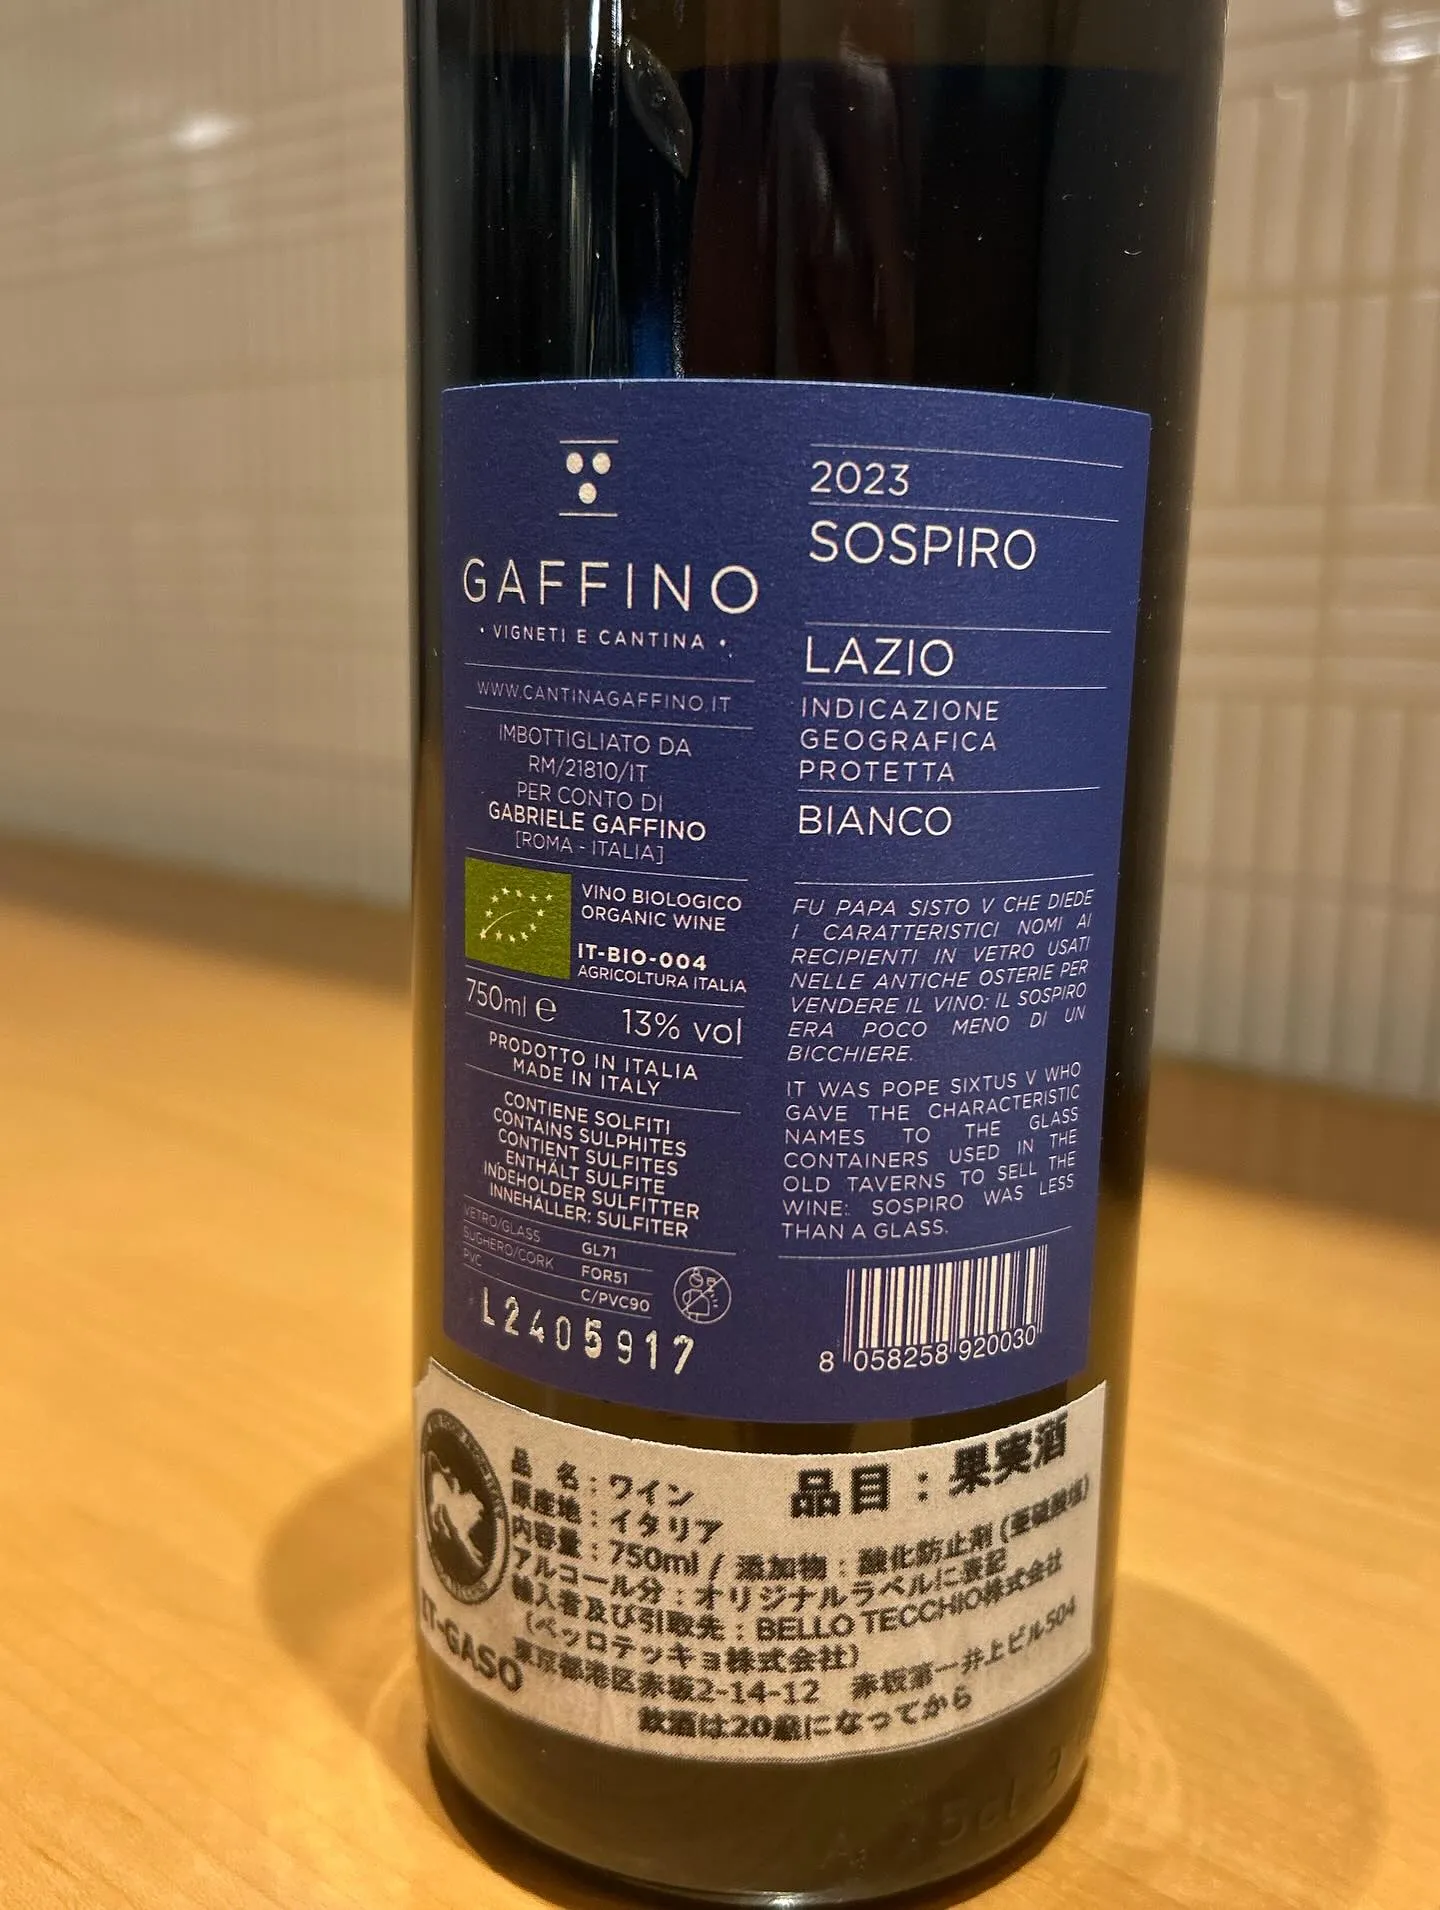 GAFFINO
• VIGNETI E CANTINA •
WWW.CANTINAGAFFINO.IT
IMBOTTIGLIATO DA
RM/21810/IT
PER CONTO DI
GABRIELE GAFFINO
[ROMA - ITALIA]
VINO BIOLOGICO
ORGANIC WINE
IT-BIO-004
AGRICOLTURA ITALIA
750ml e 13% vol
PRODOTTO IN ITALIA
MADE IN ITALY
CONTIENE SOLFITI
CONTAINS SULPHITES
CONTIENT SULFITES
ENTHÄLT SULFITE
INDEHOLDER SULFITTER
INNEHÅLLER: SULFITER
VETRO/GLASS GL71
SUGHERO/CORK FOR51
PVC C/PVC90
L2405917
2023
SOSPIRO
LAZIO
INDICAZIONE
GEOGRAFICA
PROTETTA
BIANCO
FU PAPA SISTO V CHE DIEDE
I CARATTERISTICI NOMI AI
RECIPIENTI IN VETRO USATI
NELLE ANTICHE OSTERIE PER
VENDERE IL VINO: IL SOSPIRO
ERA POCO MENO DI UN
BICCHIERE.
IT WAS POPE SIXTUS V WHO
GAVE THE CHARACTERISTIC
NAMES TO THE GLASS
CONTAINERS USED IN THE
OLD TAVERNS TO SELL THE
WINE: SOSPIRO WAS LESS
THAN A GLASS.
8 058258 920030
IT-GASO
品 名：ワイン 品目：果実酒
原産地：イタリア
内容量：750ml / 添加物：酸化防止剤（亜硫酸塩）
アルコール分：オリジナルラベルに表記
輸入者及び引取先：BELLO TECCHIO株式会社
（ベッロテッキョ株式会社）
東京都港区赤坂2-14-12 赤坂第一井上ビル504
飲酒は20歳になってから